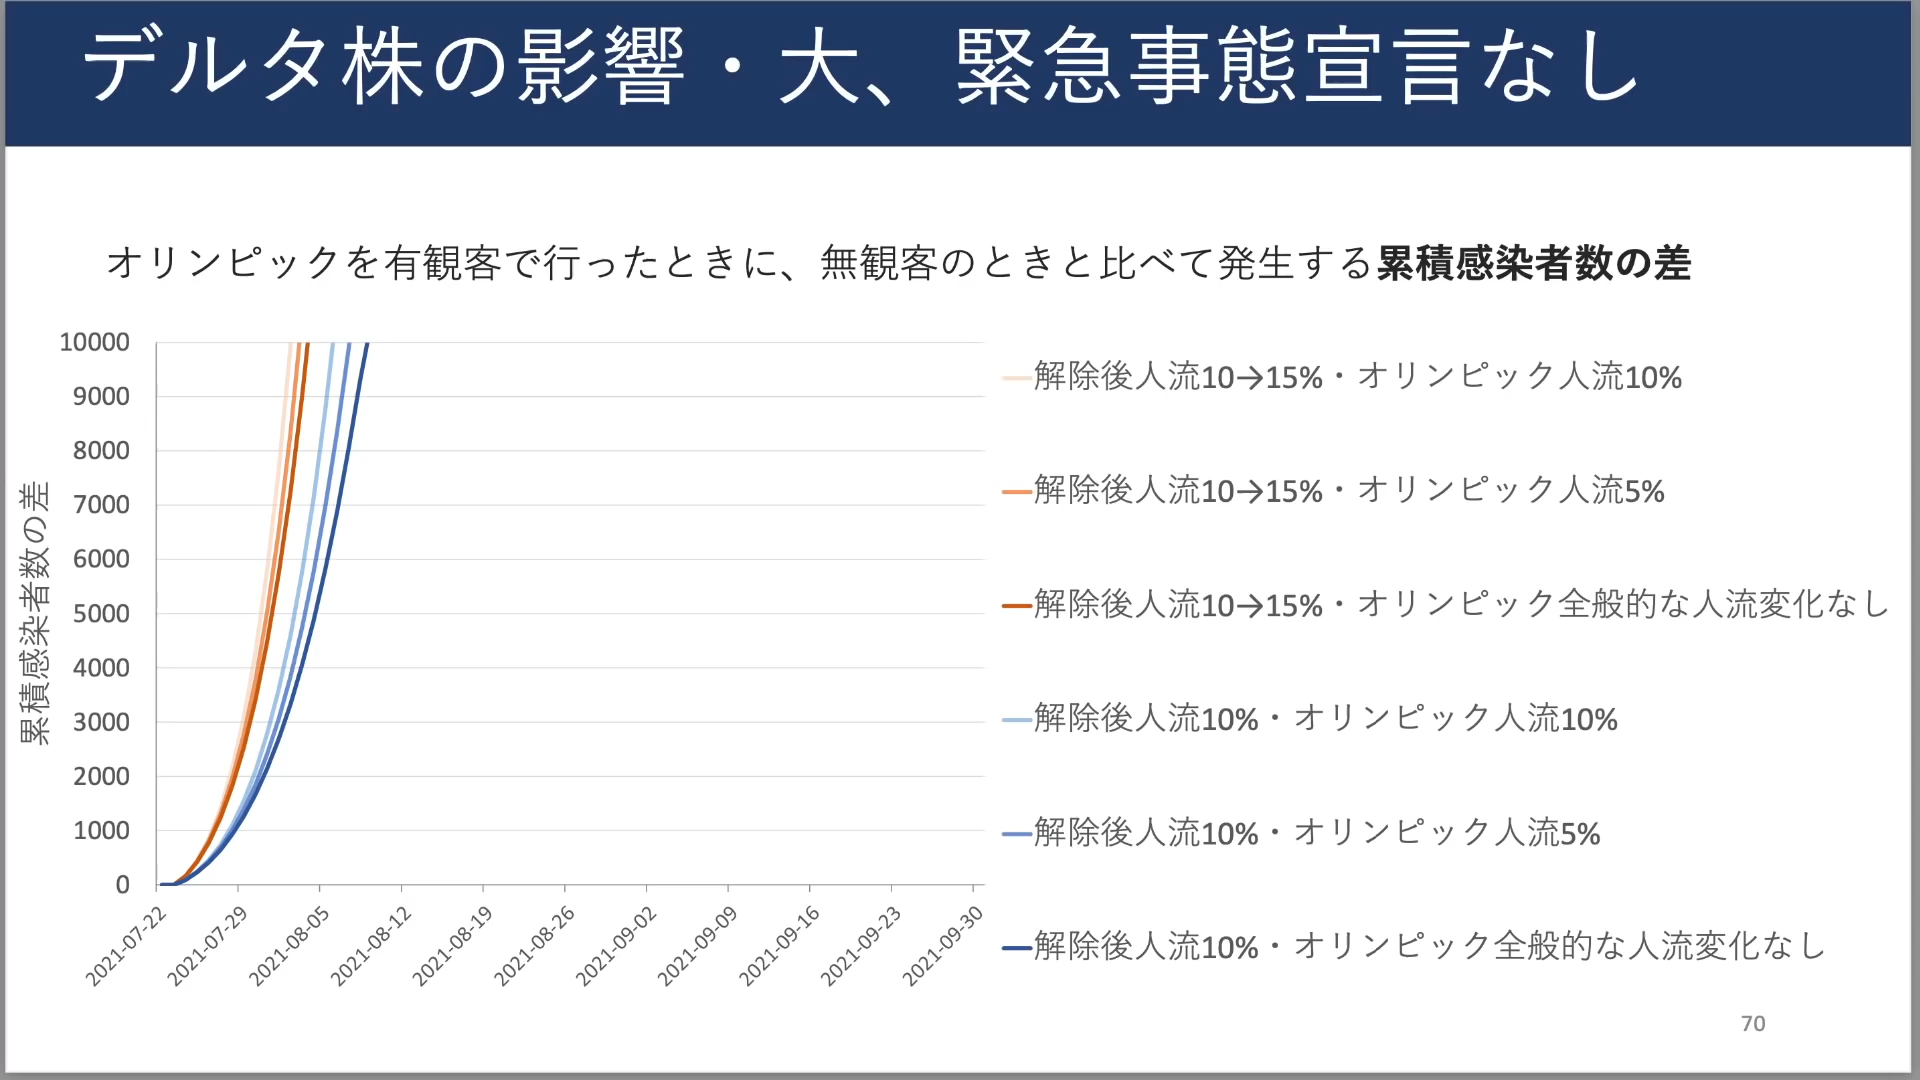 デルタ株の影響・大、緊急事態宣言なし
オリンピックを有観客で行ったときに、無観客のときと比べて発生する累積感染者数の差
累積感染者数の差
10000
9000
8000
7000
6000
5000
4000
3000
2000
1000
0
2021-07-22
2021-07-29
2021-08-05
2021-08-12
2021-08-19
2021-08-26
2021-09-02
2021-09-09
2021-09-16
2021-09-23
2021-09-30
解除後人流10→15%・オリンピック人流10%
解除後人流10→15%・オリンピック人流5%
解除後人流10→15%・オリンピック全般的な人流変化なし
解除後人流10%・オリンピック人流10%
解除後人流10%・オリンピック人流5%
解除後人流10%・オリンピック全般的な人流変化なし
70